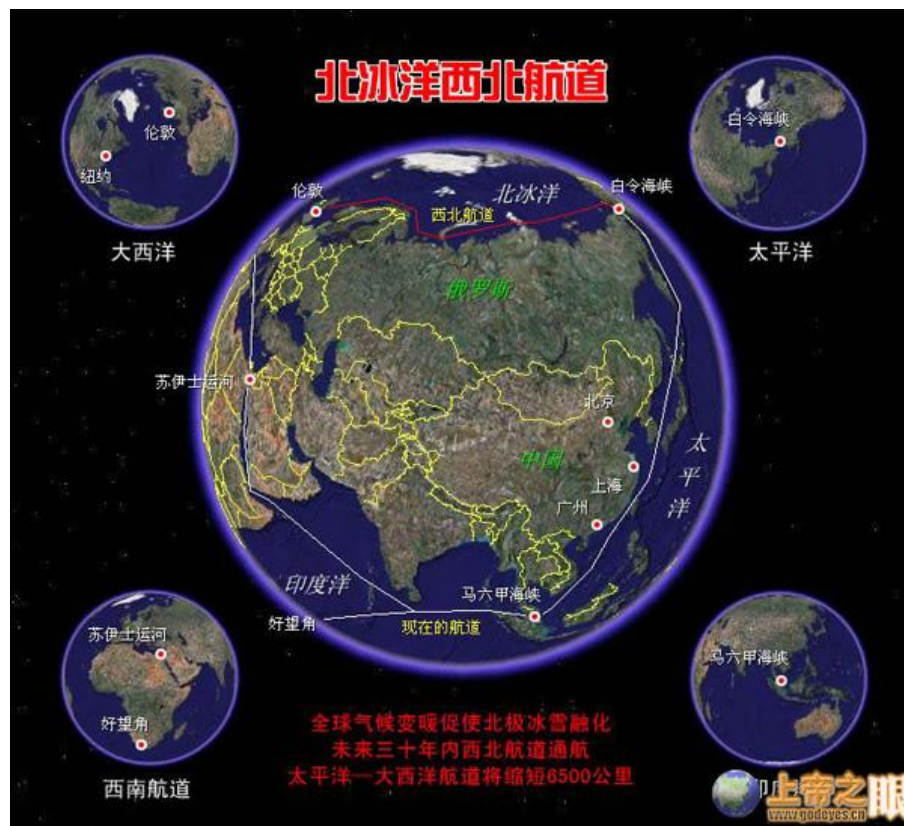 北冰洋西北航道
伦敦
纽约
大西洋
白令海峡
太平洋
伦敦
北冰洋
白令海峡
西北航道
俄罗斯
苏伊士运河
北京
中国
上海
广州
太平洋
印度洋
马六甲海峡
好望角
现在的航道
苏伊士运河
好望角
西南航道
马六甲海峡
全球气候变暖促使北极冰雪融化
未来三十年内西北航道通航
太平洋—大西洋航道将缩短6500公里
上帝之眼
www.godeyes.cn